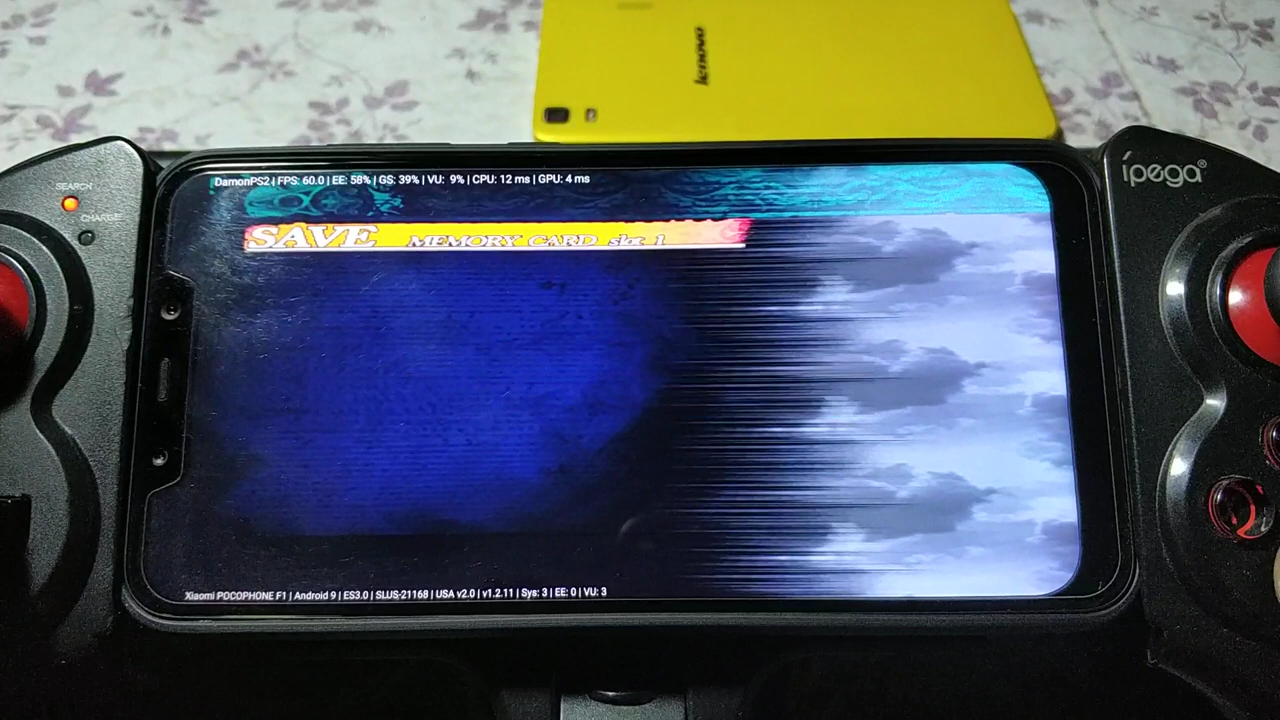 lenovo
SEARCH
CHARGE
ípega®
DamonPS2 | FPS: 60.0 | EE: 58% | GS: 39% | VU: 9% | CPU: 12 ms | GPU: 4 ms
SAVE MEMORY CARD slot 1
Xiaomi POCOPHONE F1 | Android 9 | ES3.0 | SLUS-21168 | USA v2.0 | v1.2.11 | Sys: 3 | EE: 0 | VU: 3